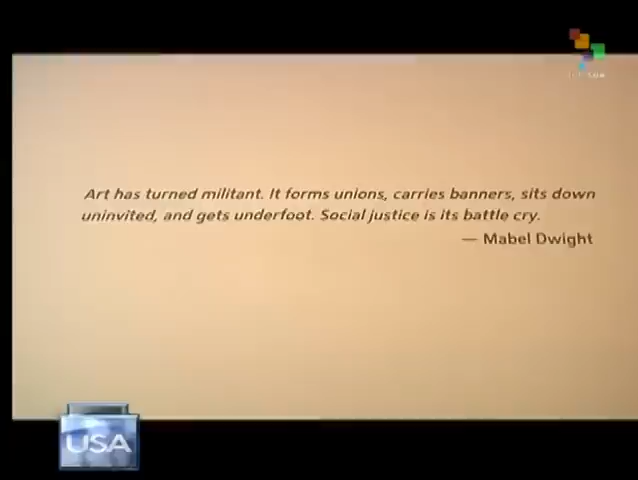 Art has turned militant. It forms unions, carries banners, sits down
uninvited, and gets underfoot. Social justice is its battle cry.
— Mabel Dwight
USA